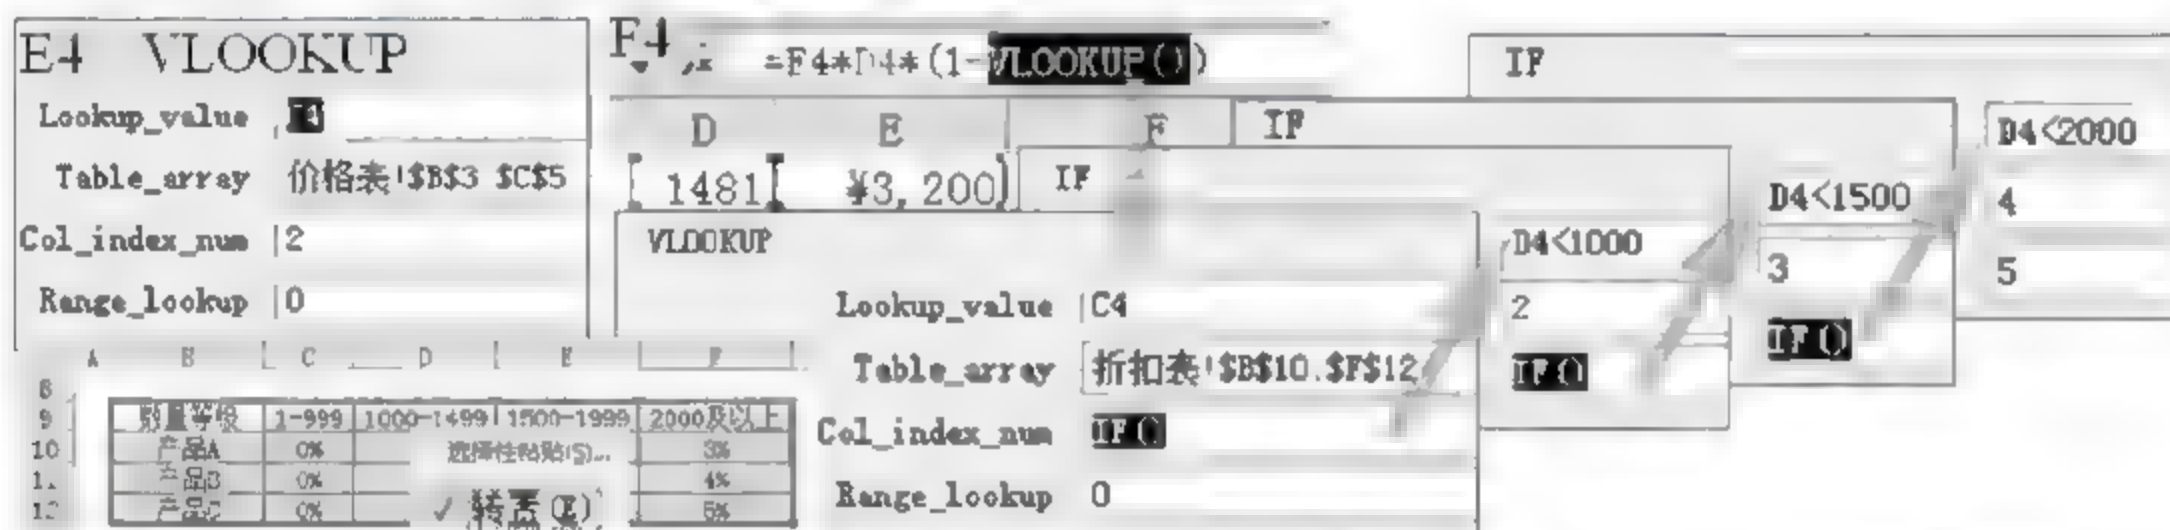 E4 VLOOKUP
Lookup_value
Table_array 价格表!$B$3 $C$5
Col_index_num 2
Range_lookup 0
F4
=F4*D4*(1-VLOOKUP())
D E F
1481 ¥3,200
VLOOKUP
Lookup_value C4
Table_array 折扣表!$B$10.$F$12
Col_index_num IF()
Range_lookup 0
IF
D4<1000
2
IF()
IF
D4<1500
3
IF()
IF
D4<2000
4
5
A B C D E F
8
9 数量等级 1-999 1000-1499 1500-1999 2000及以上
10 产品A 0% 选择性粘贴(S)... 3%
产品 0% 4%
12 产品 0% 转置(E) 5%